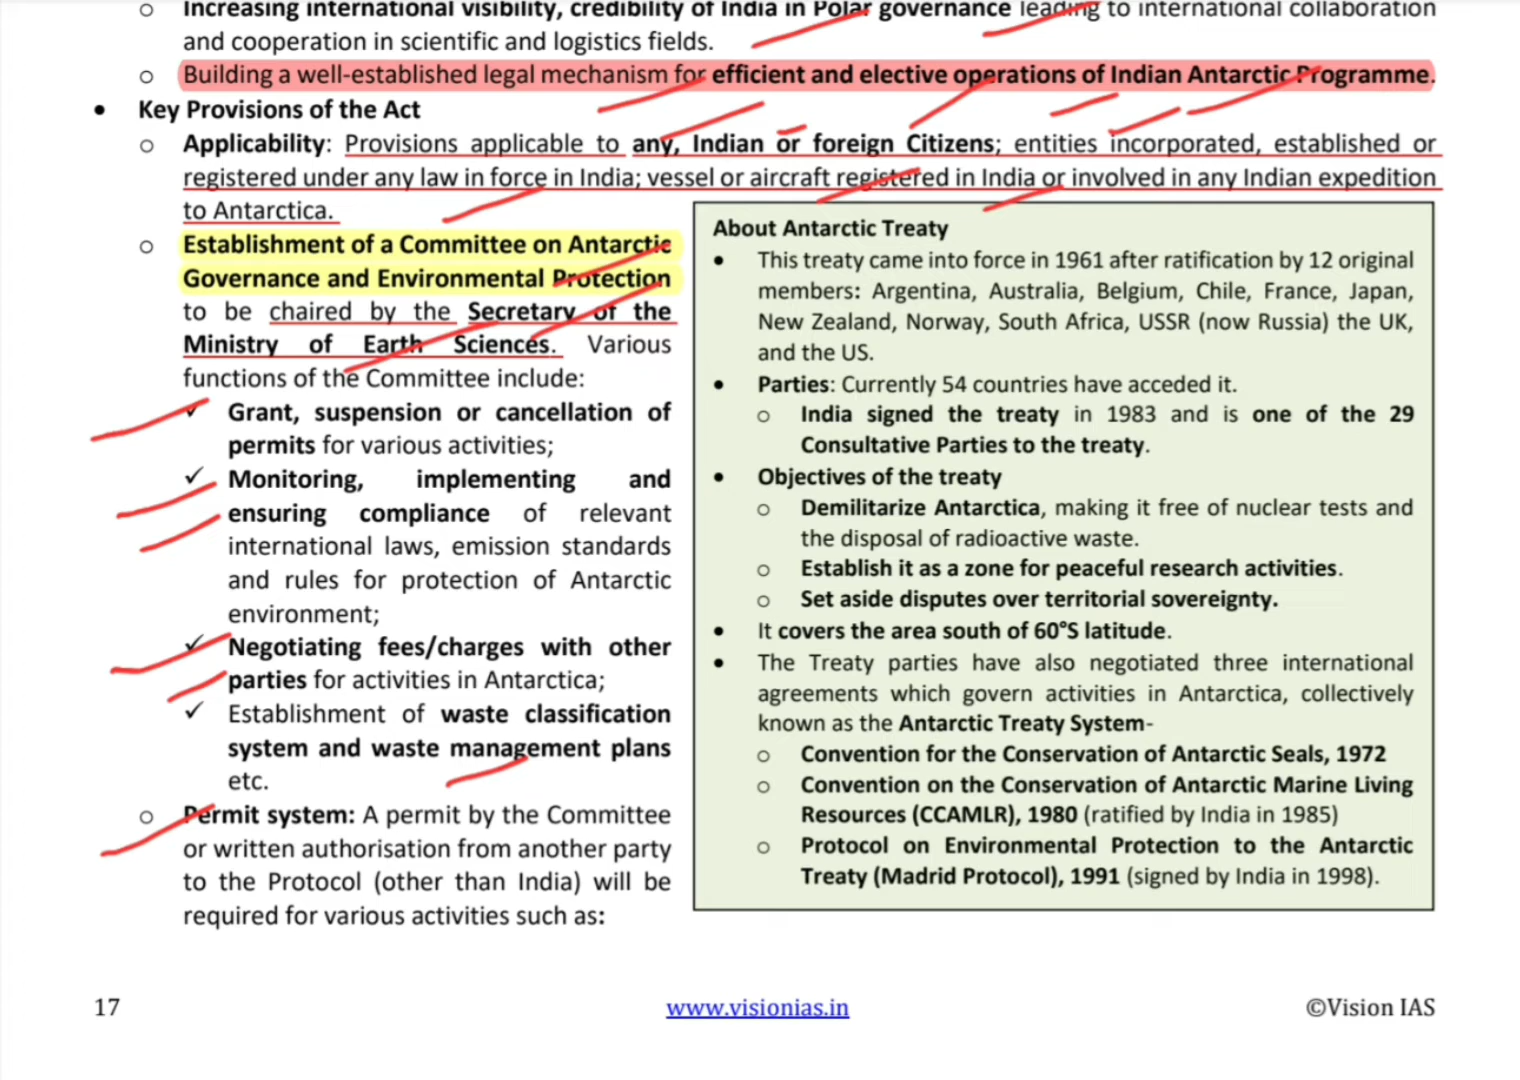 ○ Increasing international visibility, credibility of India in Polar governance leading to international collaboration
and cooperation in scientific and logistics fields.
○ Building a well-established legal mechanism for efficient and elective operations of Indian Antarctic Programme.
• Key Provisions of the Act
○ Applicability: Provisions applicable to any, Indian or foreign Citizens; entities incorporated, established or
registered under any law in force in India; vessel or aircraft registered in India or involved in any Indian expedition
to Antarctica.
○ Establishment of a Committee on Antarctic
Governance and Environmental Protection
to be chaired by the Secretary of the
Ministry of Earth Sciences. Various
functions of the Committee include:
✓ Grant, suspension or cancellation of
permits for various activities;
✓ Monitoring, implementing and
ensuring compliance of relevant
international laws, emission standards
and rules for protection of Antarctic
environment;
✓ Negotiating fees/charges with other
parties for activities in Antarctica;
✓ Establishment of waste classification
system and waste management plans
etc.
○ Permit system: A permit by the Committee
or written authorisation from another party
to the Protocol (other than India) will be
required for various activities such as:
About Antarctic Treaty
• This treaty came into force in 1961 after ratification by 12 original
members: Argentina, Australia, Belgium, Chile, France, Japan,
New Zealand, Norway, South Africa, USSR (now Russia) the UK,
and the US.
• Parties: Currently 54 countries have acceded it.
○ India signed the treaty in 1983 and is one of the 29
Consultative Parties to the treaty.
• Objectives of the treaty
○ Demilitarize Antarctica, making it free of nuclear tests and
the disposal of radioactive waste.
○ Establish it as a zone for peaceful research activities.
○ Set aside disputes over territorial sovereignty.
• It covers the area south of 60°S latitude.
• The Treaty parties have also negotiated three international
agreements which govern activities in Antarctica, collectively
known as the Antarctic Treaty System-
○ Convention for the Conservation of Antarctic Seals, 1972
○ Convention on the Conservation of Antarctic Marine Living
Resources (CCAMLR), 1980 (ratified by India in 1985)
○ Protocol on Environmental Protection to the Antarctic
Treaty (Madrid Protocol), 1991 (signed by India in 1998).
17 www.visionias.in ©Vision IAS